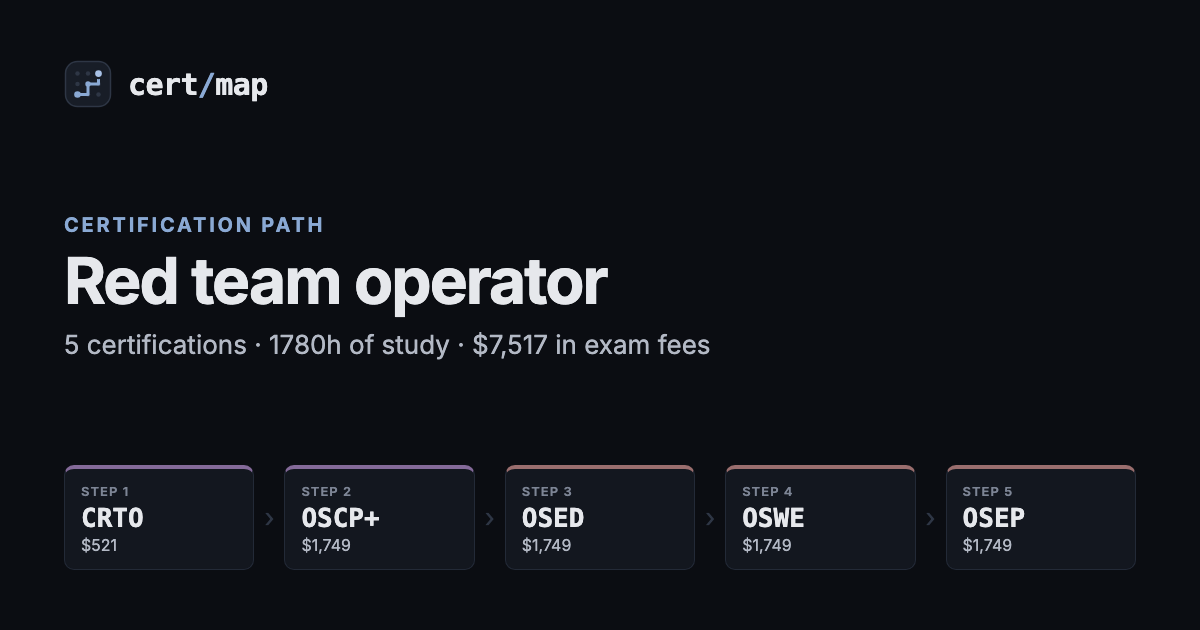 cert/map
CERTIFICATION PATH
Red team operator
5 certifications · 1780h of study · $7,517 in exam fees
STEP 1
CRTO
$521
›
STEP 2
OSCP+
$1,749
›
STEP 3
OSED
$1,749
›
STEP 4
OSWE
$1,749
›
STEP 5
OSEP
$1,749